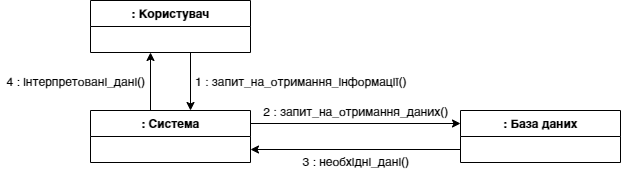 : Користувач
4 : інтерпретовані_дані()
1 : запит_на_отримання_інформації()
: Система
2 : запит_на_отримання_даних()
: База даних
3 : необхідні_дані()